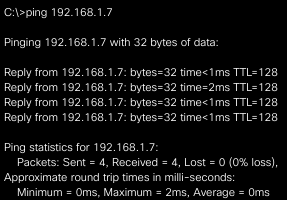 C:\>ping 192.168.1.7
Pinging 192.168.1.7 with 32 bytes of data:
Reply from 192.168.1.7: bytes=32 time<1ms TTL=128
Reply from 192.168.1.7: bytes=32 time=2ms TTL=128
Reply from 192.168.1.7: bytes=32 time<1ms TTL=128
Reply from 192.168.1.7: bytes=32 time<1ms TTL=128
Ping statistics for 192.168.1.7:
Packets: Sent = 4, Received = 4, Lost = 0 (0% loss),
Approximate round trip times in milli-seconds:
Minimum = 0ms, Maximum = 2ms, Average = 0ms